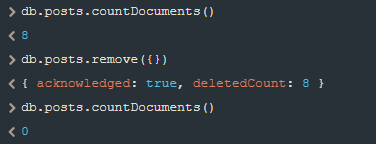 > db.posts.countDocuments()
< 8
> db.posts.remove({})
< { acknowledged: true, deletedCount: 8 }
> db.posts.countDocuments()
< 0